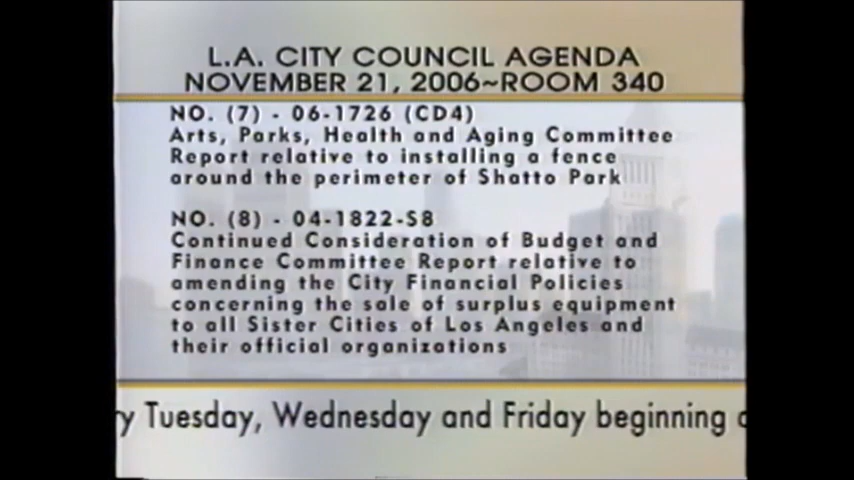 L.A. CITY COUNCIL AGENDA
NOVEMBER 21, 2006~ROOM 340
NO. (7) - 06-1726 (CD4)
Arts, Parks, Health and Aging Committee
Report relative to installing a fence
around the perimeter of Shatto Park
NO. (8) - 04-1822-S8
Continued Consideration of Budget and
Finance Committee Report relative to
amending the City Financial Policies
concerning the sale of surplus equipment
to all Sister Cities of Los Angeles and
their official organizations
Tuesday, Wednesday and Friday beginning